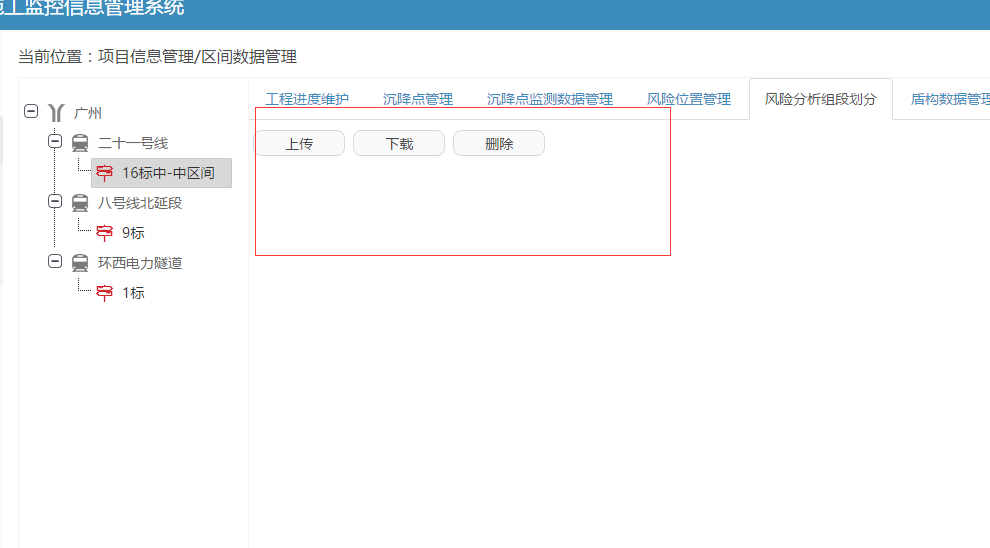 施工监控信息管理系统
当前位置：项目信息管理/区间数据管理
广州
二十一号线
16标中-中区间
八号线北延段
9标
环西电力隧道
1标
工程进度维护 沉降点管理 沉降点监测数据管理 风险位置管理 风险分析组段划分 盾构数据管理
上传 下载 删除